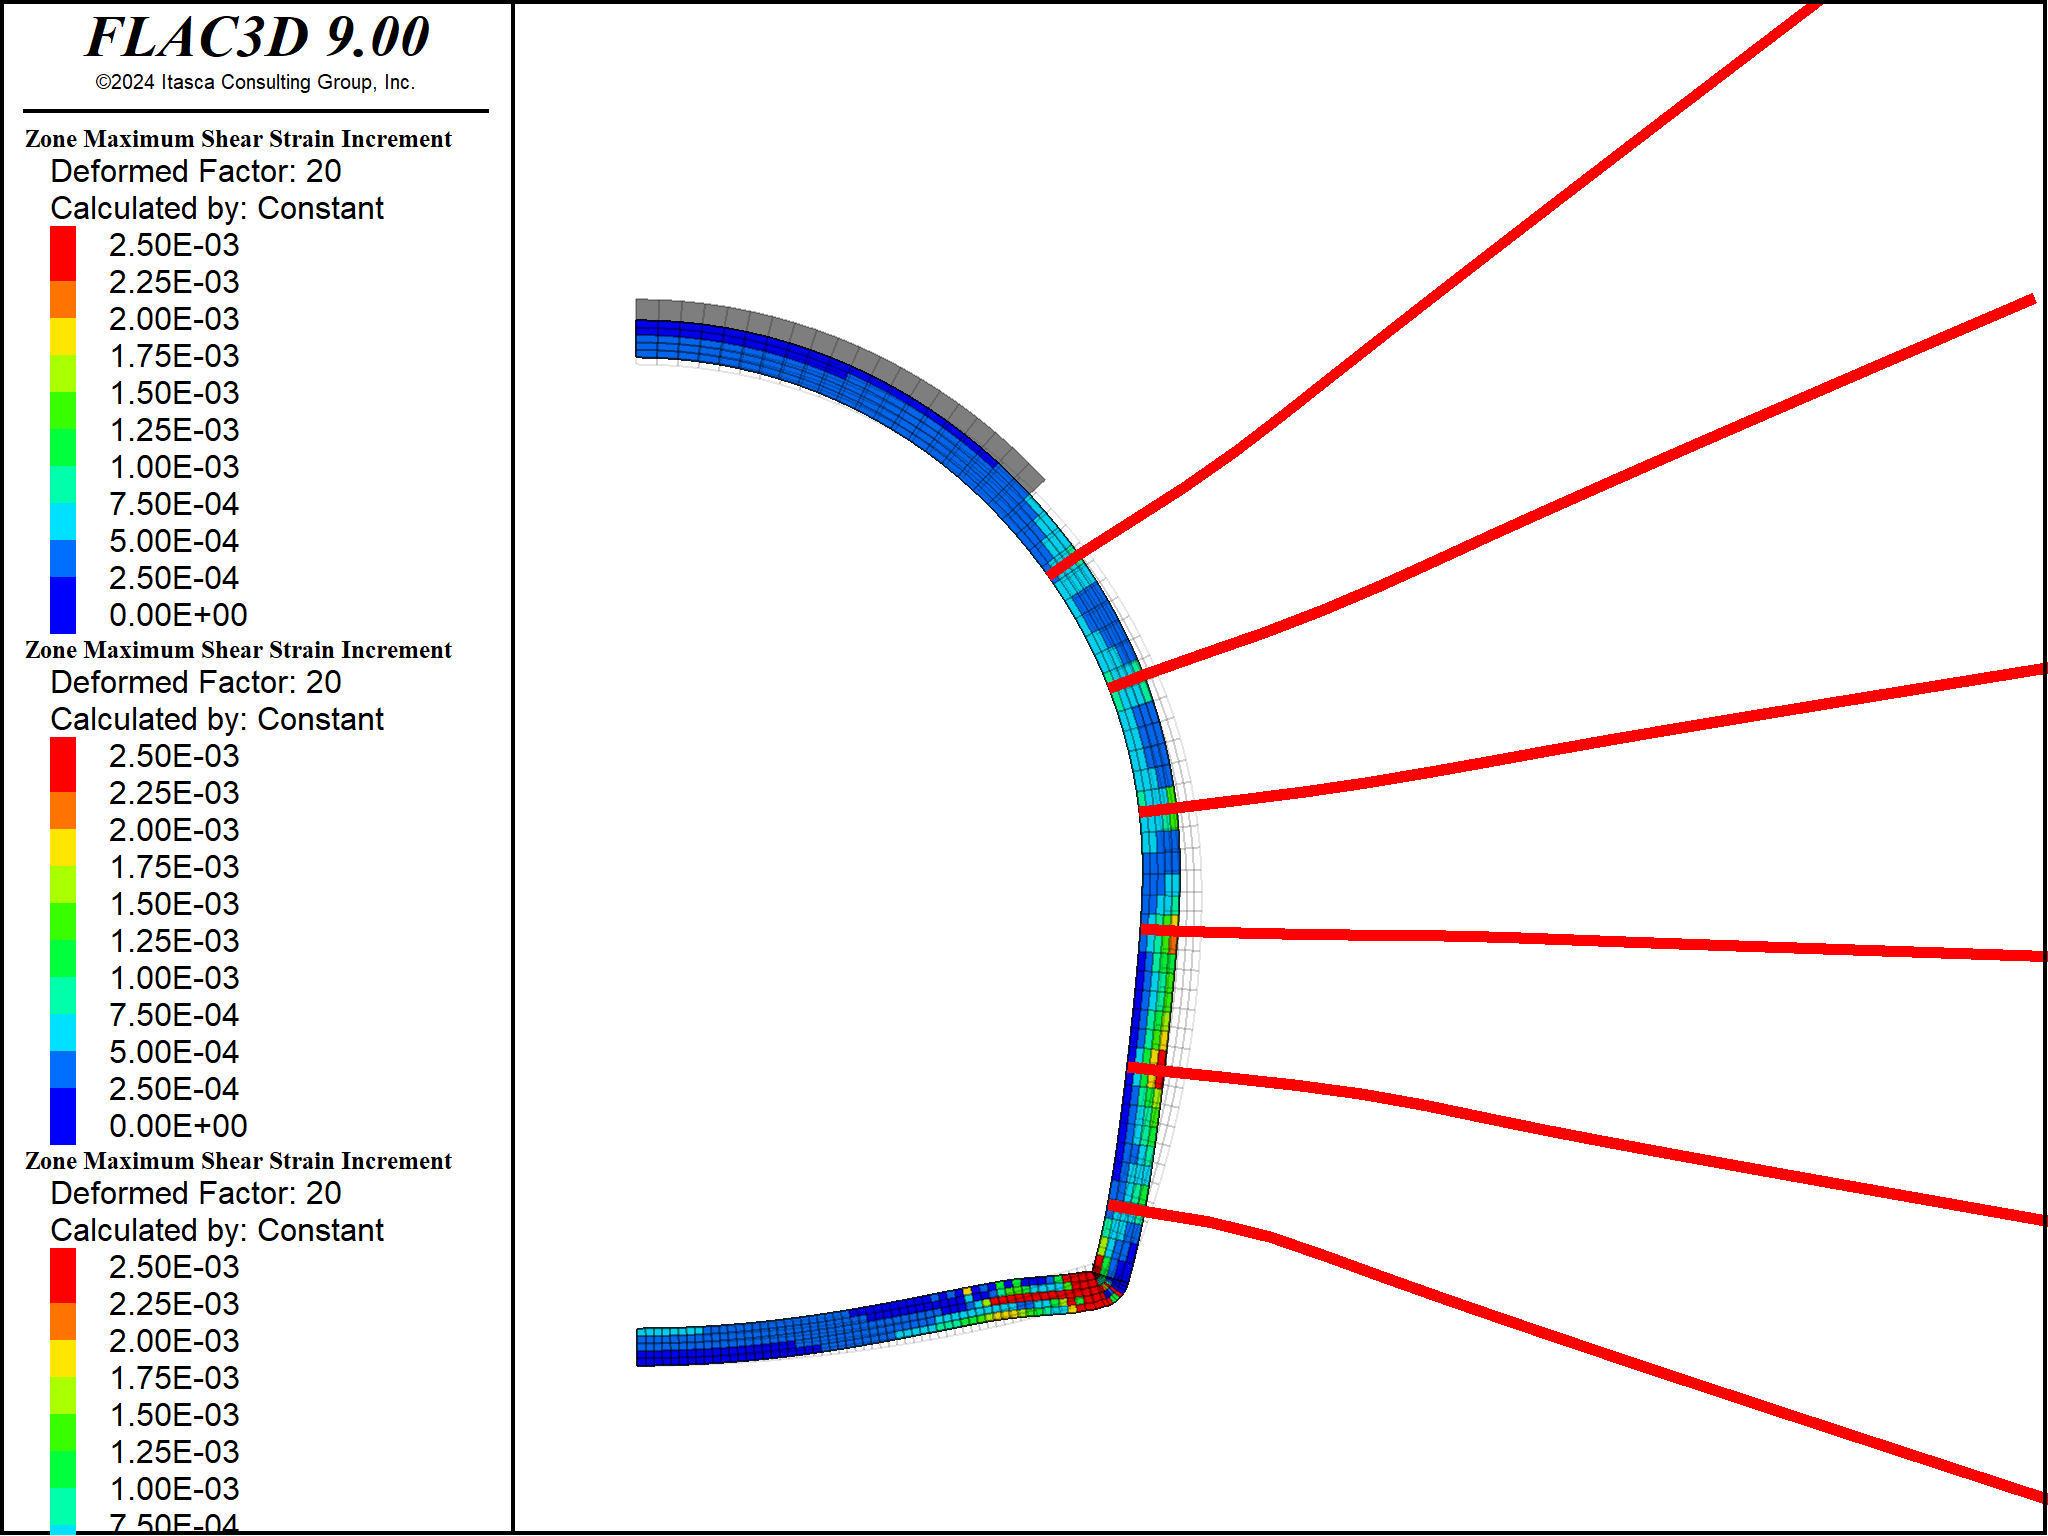 FLAC3D 9.00
©2024 Itasca Consulting Group, Inc.
Zone Maximum Shear Strain Increment
Deformed Factor: 20
Calculated by: Constant
2.50E-03
2.25E-03
2.00E-03
1.75E-03
1.50E-03
1.25E-03
1.00E-03
7.50E-04
5.00E-04
2.50E-04
0.00E+00
Zone Maximum Shear Strain Increment
Deformed Factor: 20
Calculated by: Constant
2.50E-03
2.25E-03
2.00E-03
1.75E-03
1.50E-03
1.25E-03
1.00E-03
7.50E-04
5.00E-04
2.50E-04
0.00E+00
Zone Maximum Shear Strain Increment
Deformed Factor: 20
Calculated by: Constant
2.50E-03
2.25E-03
2.00E-03
1.75E-03
1.50E-03
1.25E-03
1.00E-03
7.50E-04